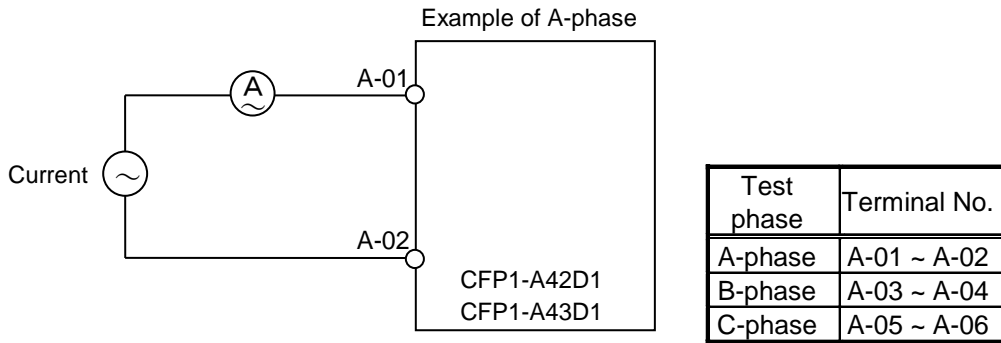 Example of A-phase
A-01
A
Current
A-02
CFP1-A42D1
CFP1-A43D1
Test phase Terminal No.
A-phase A-01 ~ A-02
B-phase A-03 ~ A-04
C-phase A-05 ~ A-06